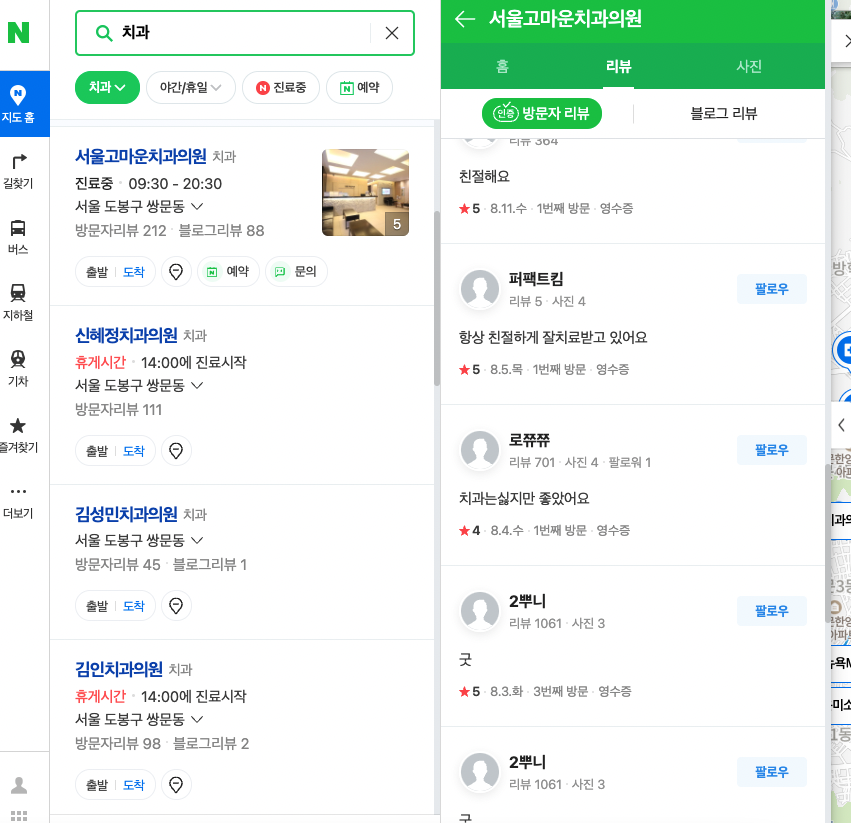 N
지도 홈
길찾기
버스
지하철
기차
즐겨찾기
더보기
치과
치과
야간/휴일
N 진료중
N 예약
서울고마운치과의원 치과
진료중 · 09:30 - 20:30
서울 도봉구 쌍문동
방문자리뷰 212 · 블로그리뷰 88
5
출발 도착 N 예약 문의
신혜정치과의원 치과
휴게시간 · 14:00에 진료시작
서울 도봉구 쌍문동
방문자리뷰 111
출발 도착
김성민치과의원 치과
서울 도봉구 쌍문동
방문자리뷰 45 · 블로그리뷰 1
출발 도착
김인치과의원 치과
휴게시간 · 14:00에 진료시작
서울 도봉구 쌍문동
방문자리뷰 98 · 블로그리뷰 2
출발 도착
서울고마운치과의원
홈 리뷰 사진
인증 방문자 리뷰 블로그 리뷰
리뷰 364
친절해요
★5 · 8.11.수 · 1번째 방문 · 영수증
퍼팩트킴
리뷰 5 · 사진 4
팔로우
항상 친절하게 잘치료받고 있어요
★5 · 8.5.목 · 1번째 방문 · 영수증
로쮸쮸
리뷰 701 · 사진 4 · 팔로워 1
팔로우
치과는싫지만 좋았어요
★4 · 8.4.수 · 1번째 방문 · 영수증
2뿌니
리뷰 1061 · 사진 3
팔로우
굿
★5 · 8.3.화 · 3번째 방문 · 영수증
2뿌니
리뷰 1061 · 사진 3
팔로우
굿